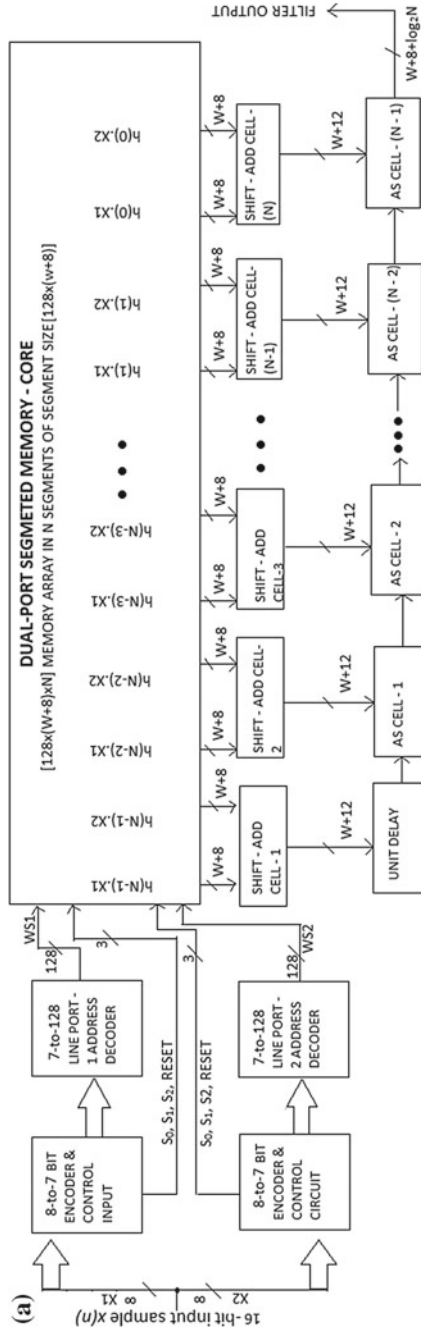 (a)
16-bit input sample x(n)
X1
8
8
X2
8-to-7 BIT
ENCODER &
CONTROL
INPUT
7-to-128
LINE PORT -
1 ADDRESS
DECODER
128
WS1
S0, S1, S2, RESET
3
S0, S1, S2, RESET
3
8-to-7 BIT
ENCODER &
CONTROL
CIRCUIT
7-to-128
LINE PORT -
2 ADDRESS
DECODER
128
WS2
DUAL-PORT SEGMETED MEMORY - CORE
[128x(W+8)xN] MEMORY ARRAY IN N SEGMENTS OF SEGMENT SIZE [128x(w+8)]
h(N-1).X1
h(N-1).X2
h(N-2).X1
h(N-2).X2
h(N-3).X1
h(N-3).X2
h(1).X1
h(1).X2
h(0).X1
h(0).X2
W+8
W+8
W+8
W+8
W+8
W+8
W+8
W+8
W+8
W+8
SHIFT - ADD
CELL - 1
SHIFT - ADD CELL-
2
SHIFT - ADD
CELL-3
SHIFT - ADD CELL-
(N-1)
SHIFT - ADD CELL -
(N)
W+12
W+12
W+12
W+12
W+12
UNIT DELAY
AS CELL - 1
AS CELL - 2
AS CELL - (N - 2)
AS CELL - (N - 1)
W+8+log2N
FILTER OUTPUT